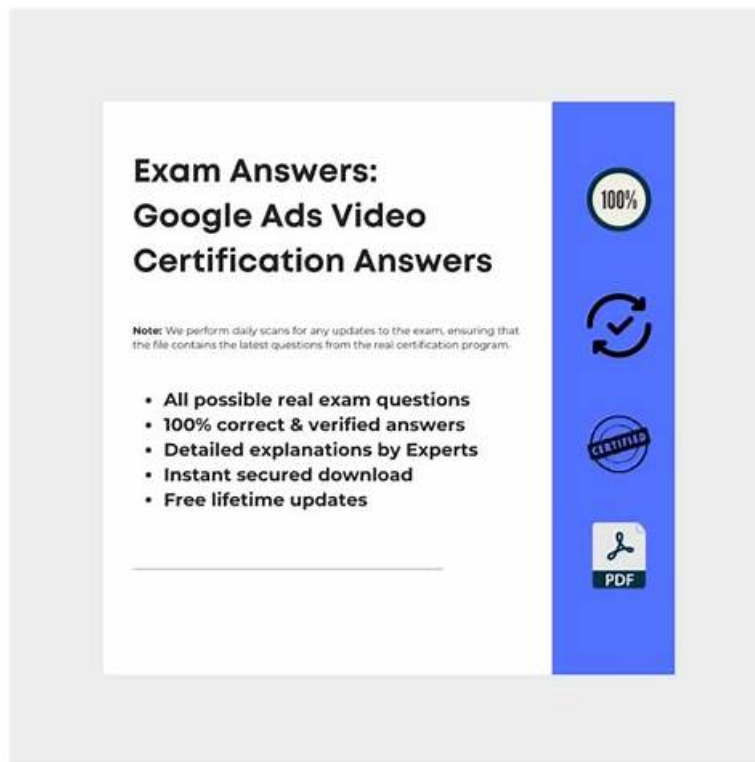 Exam Answers:
Google Ads Video
Certification Answers
Note: We perform daily scans for any updates to the exam, ensuring that
the file contains the latest questions from the real certification program.
• All possible real exam questions
• 100% correct & verified answers
• Detailed explanations by Experts
• Instant secured download
• Free lifetime updates
100%
CERTIFIED
PDF